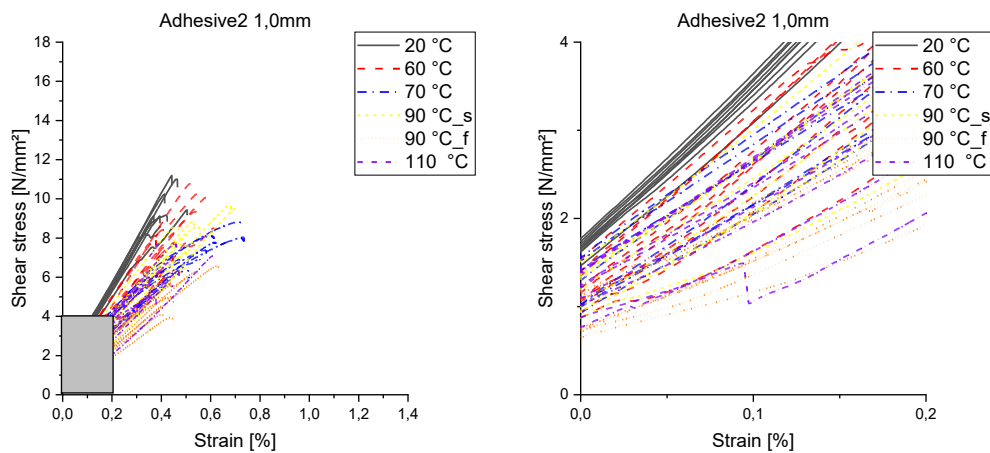 Adhesive2 1,0mm
18
16
14
12
10
8
6
4
2
0
Shear stress [N/mm²]
0,0 0,2 0,4 0,6 0,8 1,0 1,2 1,4
Strain [%]
20 °C
60 °C
70 °C
90 °C_s
90 °C_f
110 °C
Adhesive2 1,0mm
4
2
0
Shear stress [N/mm²]
0,0 0,1 0,2
Strain [%]
20 °C
60 °C
70 °C
90 °C_s
90 °C_f
110 °C